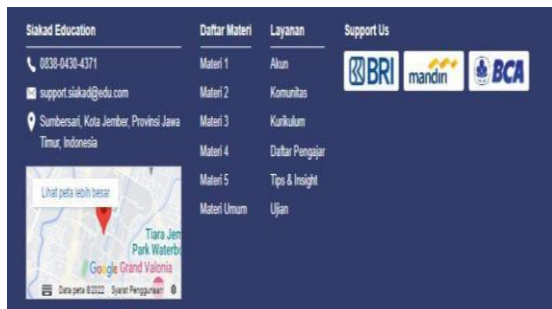 Siakad Education
0838-0430-4371
support.siakad@edu.com
Sumbersari, Kota Jember, Provinsi Jawa
Timur, Indonesia
Lihat peta lebih besar
Tiara Jem
Park Waterbo
Google Grand Valonia
Data peta ©2022 Syarat Penggunaan
Daftar Materi
Materi 1
Materi 2
Materi 3
Materi 4
Materi 5
Materi Umum
Layanan
Akun
Komunitas
Kurikulum
Daftar Pengajar
Tips & Insight
Ujian
Support Us
BRI
mandiri
BCA